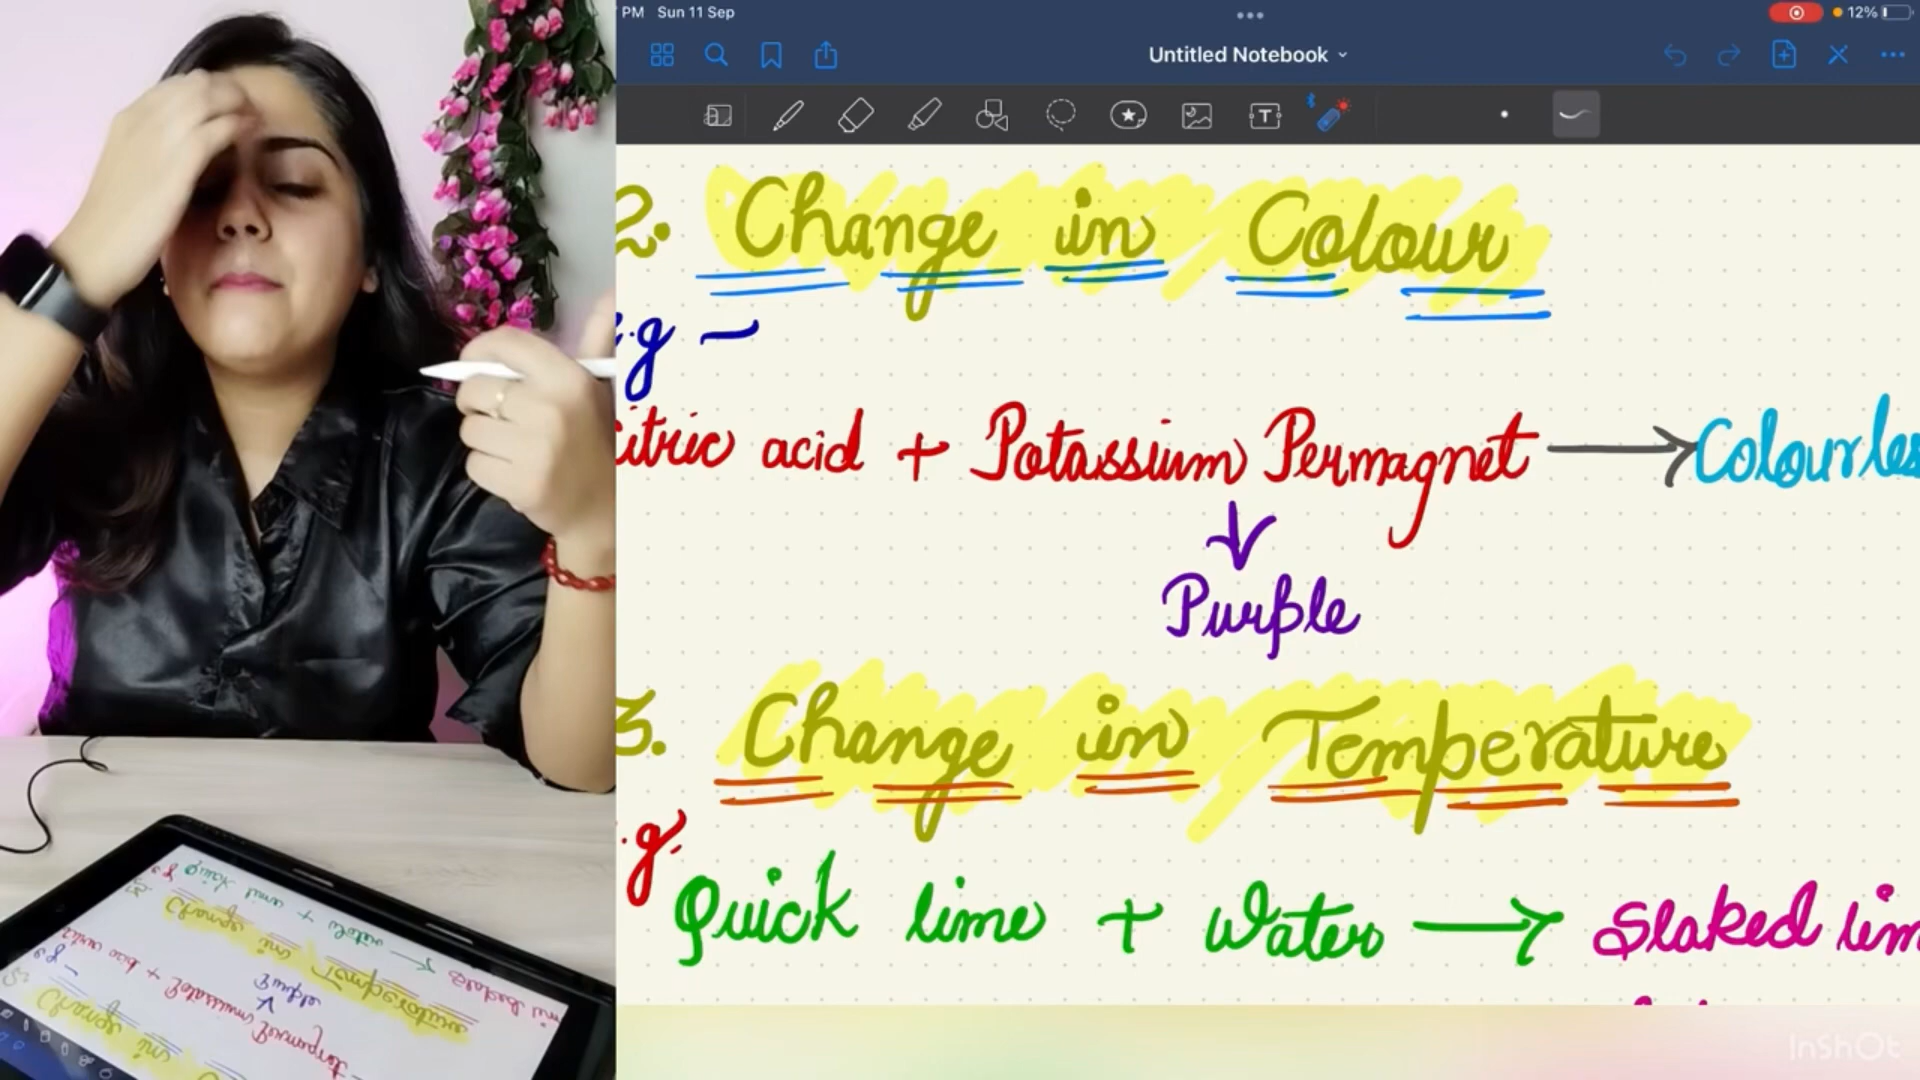 PM Sun 11 Sep
12%
Untitled Notebook
T
2. Change in Colour
e.g –
Citric acid + Potassium Permagnet → Colourles
↓
Purple
3. Change in Temperature
.g.
Quick lime + Water → Slaked lim
InShOt